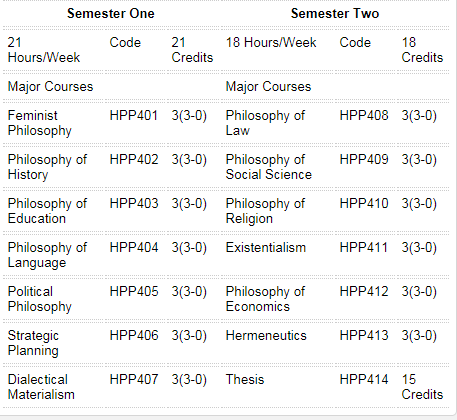 Semester One Semester Two
21 Hours/Week Code 21 Credits 18 Hours/Week Code 18 Credits
Major Courses Major Courses
Feminist Philosophy HPP401 3(3-0) Philosophy of Law HPP408 3(3-0)
Philosophy of History HPP402 3(3-0) Philosophy of Social Science HPP409 3(3-0)
Philosophy of Education HPP403 3(3-0) Philosophy of Religion HPP410 3(3-0)
Philosophy of Language HPP404 3(3-0) Existentialism HPP411 3(3-0)
Political Philosophy HPP405 3(3-0) Philosophy of Economics HPP412 3(3-0)
Strategic Planning HPP406 3(3-0) Hermeneutics HPP413 3(3-0)
Dialectical Materialism HPP407 3(3-0) Thesis HPP414 15 Credits